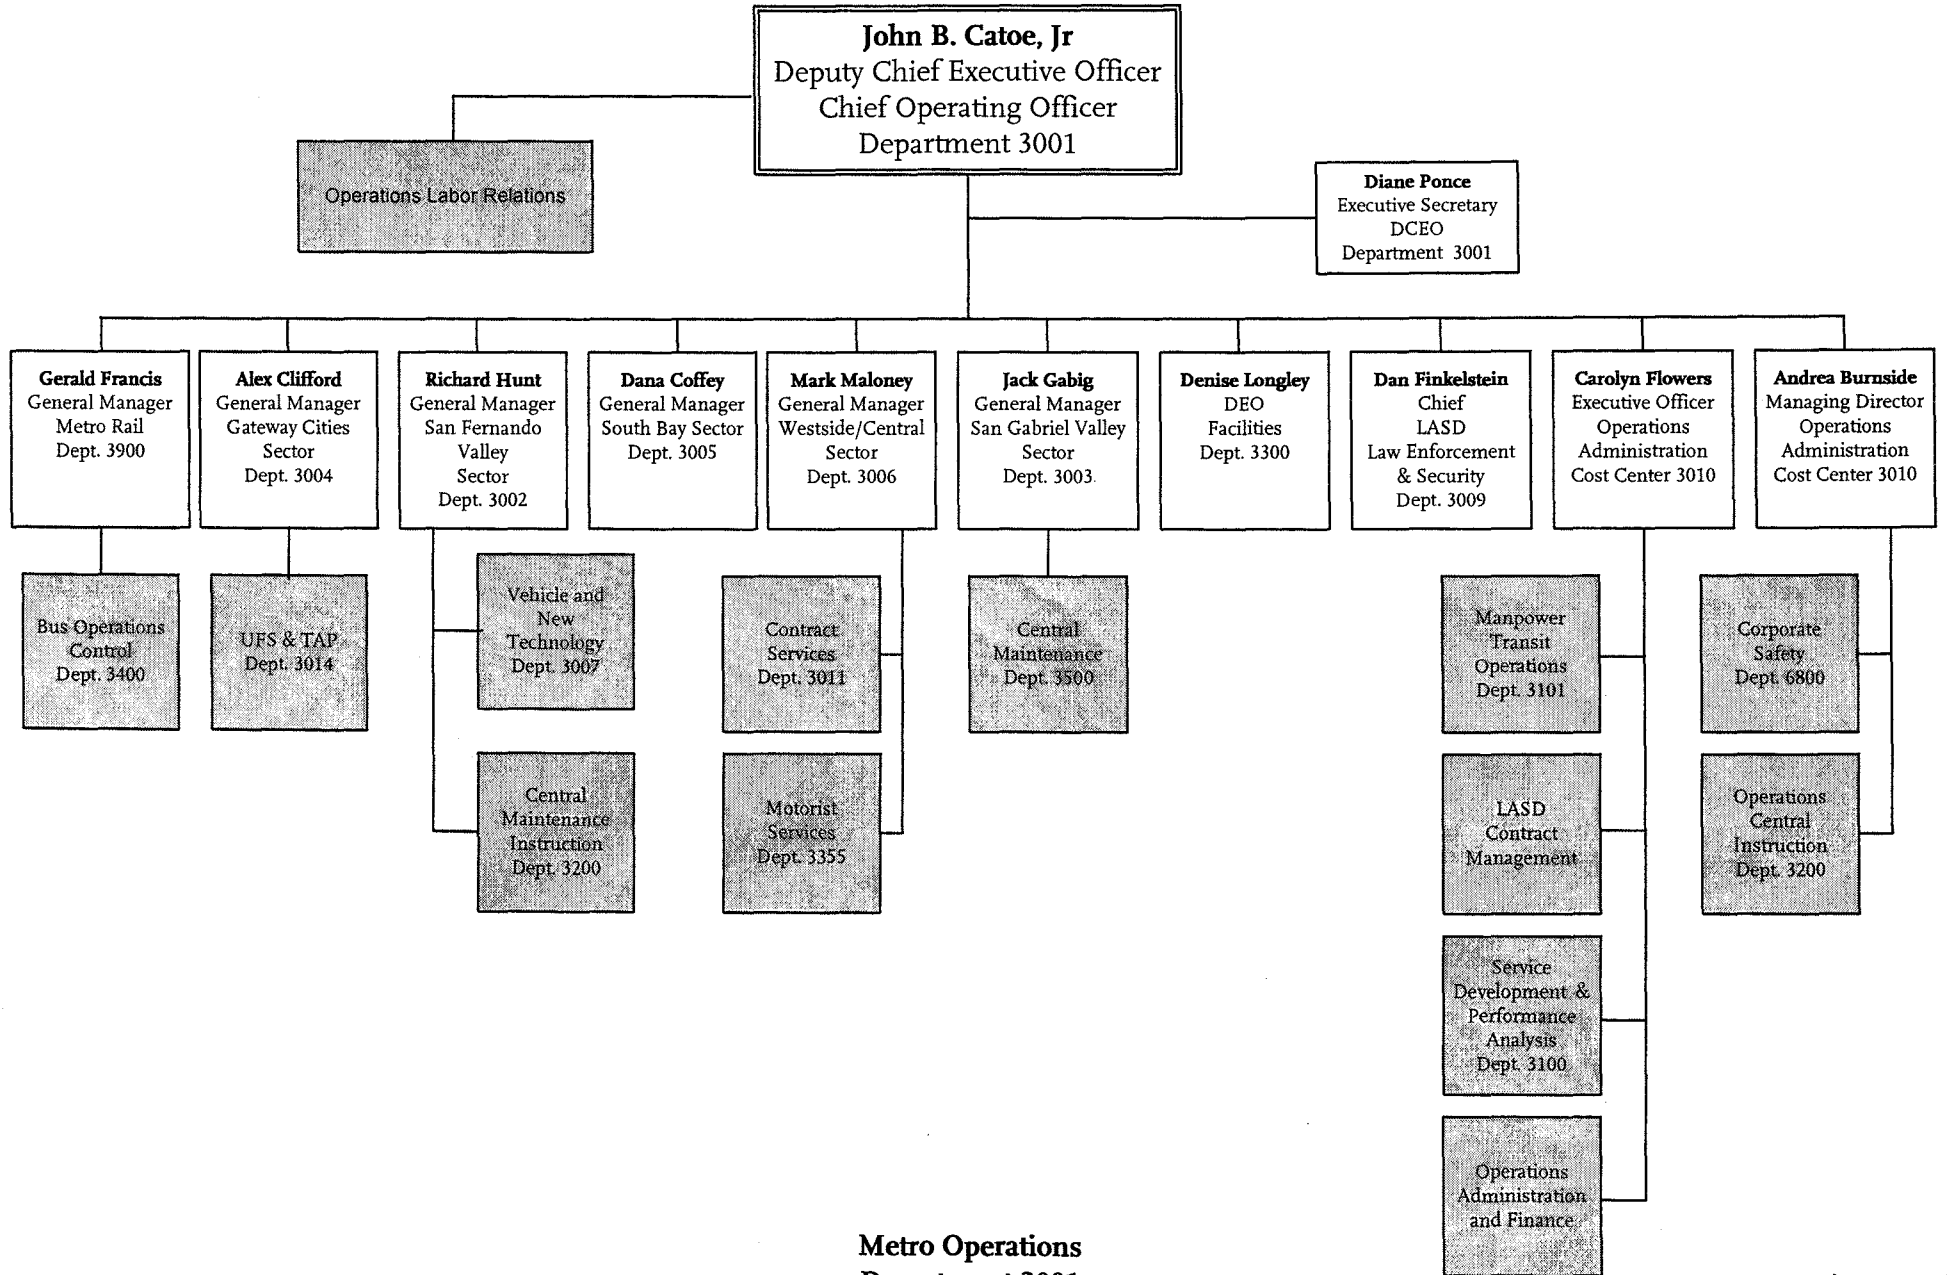 John B. Catoe, Jr
Deputy Chief Executive Officer
Chief Operating Officer
Department 3001
Operations Labor Relations
Diane Ponce
Executive Secretary
DCEO
Department 3001
Gerald Francis
General Manager
Metro Rail
Dept. 3900
Alex Clifford
General Manager
Gateway Cities
Sector
Dept. 3004
Richard Hunt
General Manager
San Fernando
Valley
Sector
Dept. 3002
Dana Coffey
General Manager
South Bay Sector
Dept. 3005
Mark Maloney
General Manager
Westside/Central
Sector
Dept. 3006
Jack Gabig
General Manager
San Gabriel Valley
Sector
Dept. 3003
Denise Longley
DEO
Facilities
Dept. 3300
Dan Finkelstein
Chief
LASD
Law Enforcement
& Security
Dept. 3009
Carolyn Flowers
Executive Officer
Operations
Administration
Cost Center 3010
Andrea Burnside
Managing Director
Operations
Administration
Cost Center 3010
Bus Operations
Control
Dept. 3400
UFS & TAP
Dept. 3014
Vehicle and
New
Technology
Dept. 3007
Central
Maintenance
Instruction
Dept. 3200
Contract
Services
Dept. 3011
Motorist
Services
Dept. 3355
Central
Maintenance
Dept. 3500
Manpower
Transit
Operations
Dept. 3101
LASD
Contract
Management
Service
Development &
Performance
Analysis
Dept. 3100
Operations
Administration
and Finance
Corporate
Safety
Dept. 6800
Operations
Central
Instruction
Dept. 3200
Metro Operations